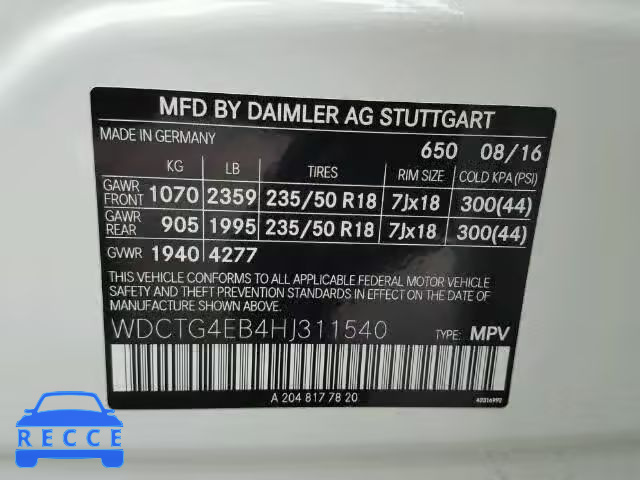 MFD BY DAIMLER AG STUTTGART
MADE IN GERMANY 650 08/16
KG LB TIRES RIM SIZE COLD KPA (PSI)
GAWR FRONT 1070 2359 235/50 R18 7Jx18 300(44)
GAWR REAR 905 1995 235/50 R18 7Jx18 300(44)
GVWR 1940 4277
THIS VEHICLE CONFORMS TO ALL APPLICABLE FEDERAL MOTOR VEHICLE
SAFETY AND THEFT PREVENTION STANDARDS IN EFFECT ON THE DATE OF
MANUFACTURE SHOWN ABOVE.
WDCTG4EB4HJ311540 TYPE: MPV
A 204 817 78 20 42316992
RECCE